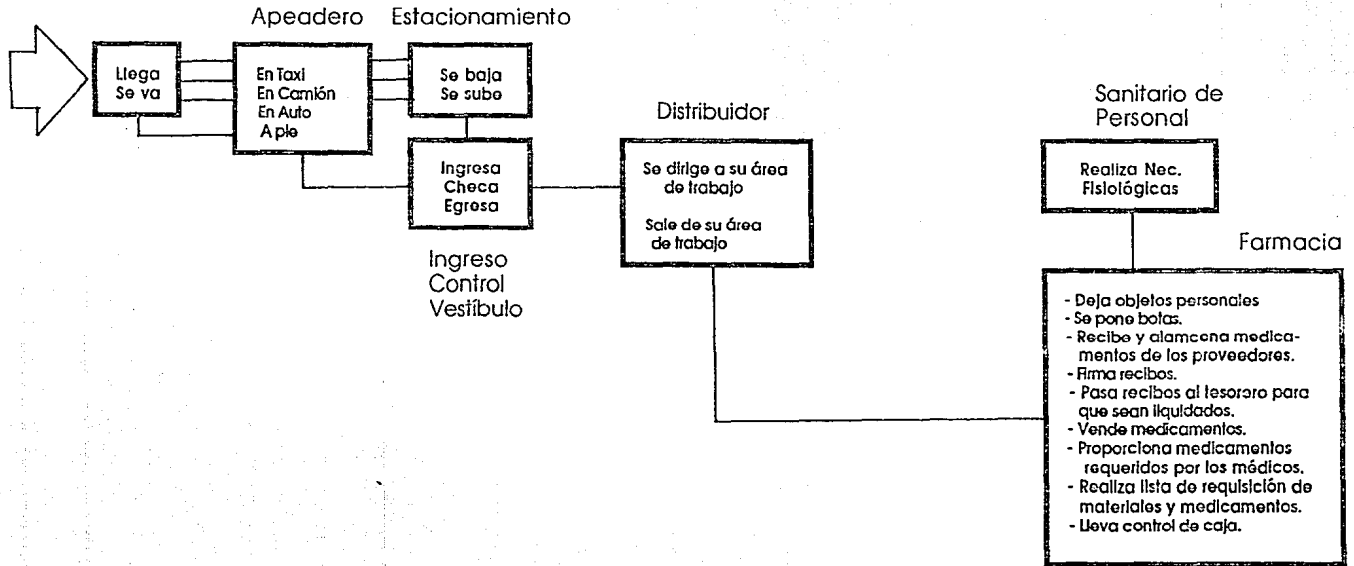 Apeadero
Estacionamiento
Llega
Se va
En Taxi
En Camión
En Auto
A pie
Se baja
Se sube
Ingresa
Checa
Egresa
Ingreso
Control
Vestíbulo
Distribuidor
Se dirige a su área
de trabajo
Sale de su área
de trabajo
Sanitario de
Personal
Realiza Nec.
Fisiológicas
Farmacia
- Deja objetos personales
- Se pone botas.
- Recibe y alamcena medica-
mentos de los proveedores.
- Firma recibos.
- Pasa recibos al tesorero para
que sean liquidados.
- Vende medicamentos.
- Proporciona medicamentos
requeridos por los médicos.
- Realiza lista de requisición de
materiales y medicamentos.
- Lleva control de caja.